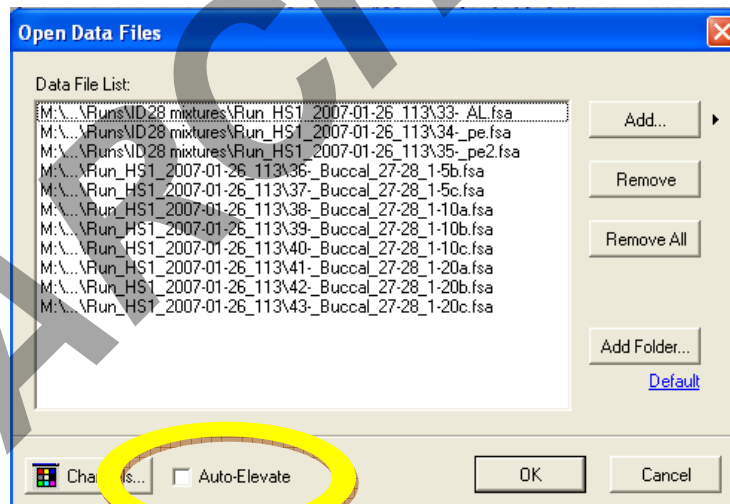 Open Data Files
Data File List:
M:\...\Runs\ID28 mixtures\Run_HS1_2007-01-26_113\33-_AL.fsa
M:\...\Runs\ID28 mixtures\Run_HS1_2007-01-26_113\34-_pe.fsa
M:\...\Runs\ID28 mixtures\Run_HS1_2007-01-26_113\35-_pe2.fsa
M:\...\Run_HS1_2007-01-26_113\36-_Buccal_27-28_1-5b.fsa
M:\...\Run_HS1_2007-01-26_113\37-_Buccal_27-28_1-5c.fsa
M:\...\Run_HS1_2007-01-26_113\38-_Buccal_27-28_1-10a.fsa
M:\...\Run_HS1_2007-01-26_113\39-_Buccal_27-28_1-10b.fsa
M:\...\Run_HS1_2007-01-26_113\40-_Buccal_27-28_1-10c.fsa
M:\...\Run_HS1_2007-01-26_113\41-_Buccal_27-28_1-20a.fsa
M:\...\Run_HS1_2007-01-26_113\42-_Buccal_27-28_1-20b.fsa
M:\...\Run_HS1_2007-01-26_113\43-_Buccal_27-28_1-20c.fsa
Add...
Remove
Remove All
Add Folder...
Default
Auto-Elevate
OK
Cancel